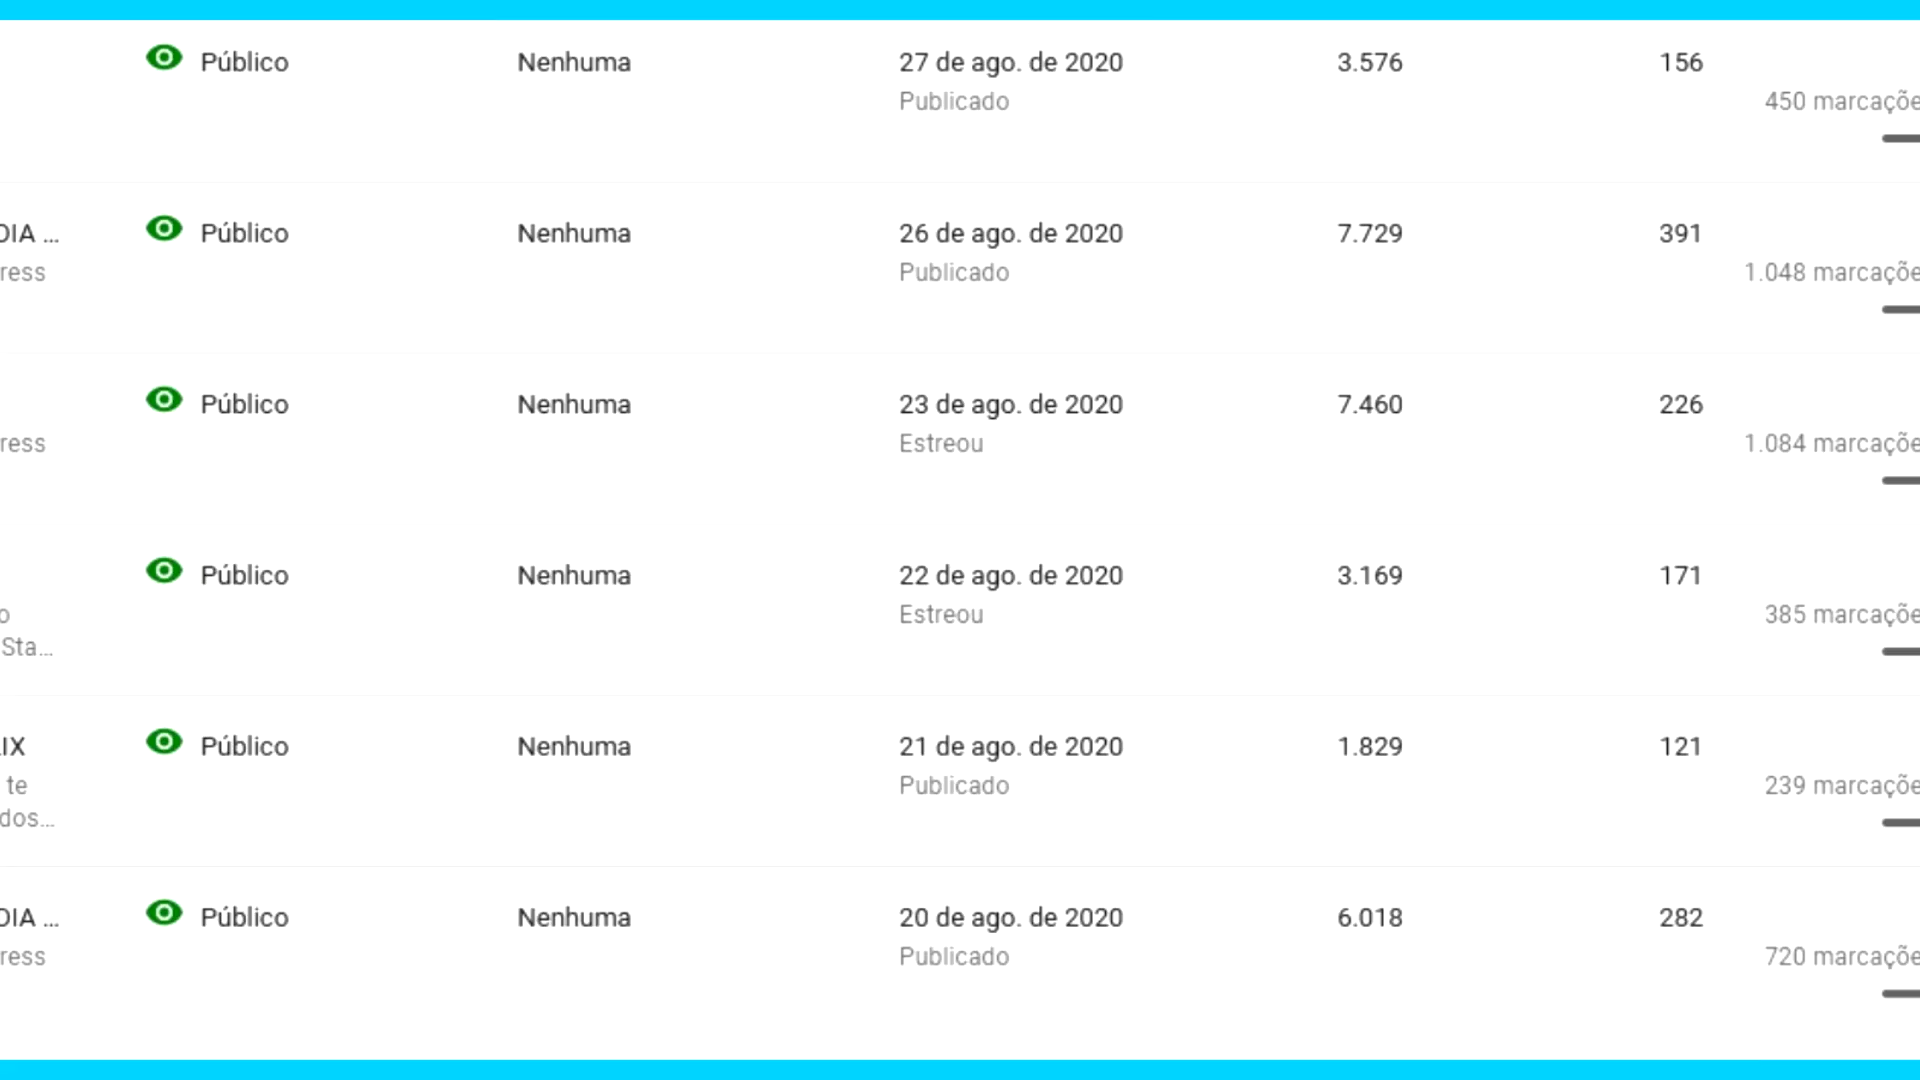 Público Nenhuma 27 de ago. de 2020 3.576 156
Publicado 450 marcaçõe
DIA ... Público Nenhuma 26 de ago. de 2020 7.729 391
ress Publicado 1.048 marcaçõe
Público Nenhuma 23 de ago. de 2020 7.460 226
ress Estreou 1.084 marcaçõe
Público Nenhuma 22 de ago. de 2020 3.169 171
o Estreou 385 marcaçõe
Sta...
IX Público Nenhuma 21 de ago. de 2020 1.829 121
te Publicado 239 marcaçõe
dos...
DIA ... Público Nenhuma 20 de ago. de 2020 6.018 282
ress Publicado 720 marcaçõe